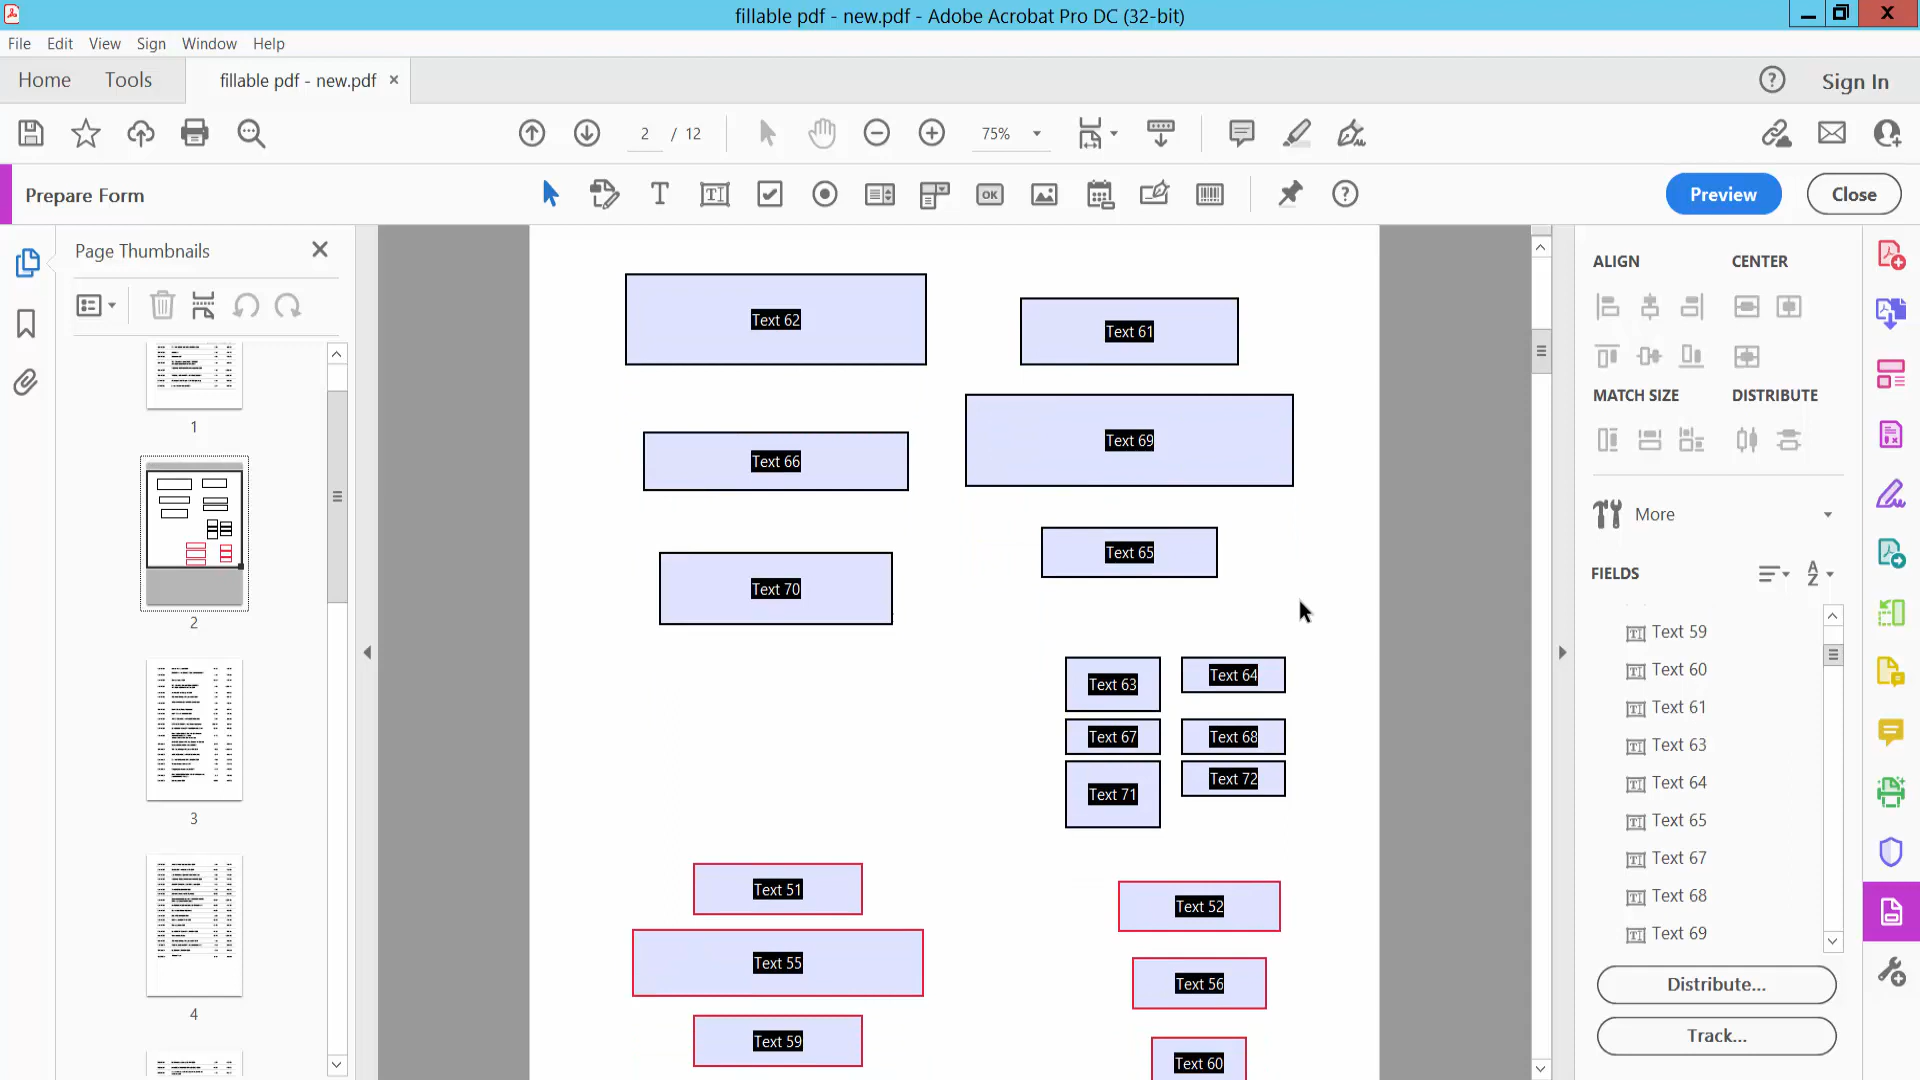 fillable pdf - new.pdf - Adobe Acrobat Pro DC (32-bit)
File Edit View Sign Window Help
Home Tools fillable pdf - new.pdf × Sign In
2 / 12 75%
Prepare Form Preview Close
Page Thumbnails
1
2
3
4
Text 62
Text 61
Text 69
Text 66
Text 65
Text 70
Text 63
Text 64
Text 67
Text 68
Text 71
Text 72
Text 51
Text 52
Text 55
Text 56
Text 59
Text 60
ALIGN CENTER
MATCH SIZE DISTRIBUTE
More
FIELDS
Text 59
Text 60
Text 61
Text 63
Text 64
Text 65
Text 67
Text 68
Text 69
Distribute...
Track...